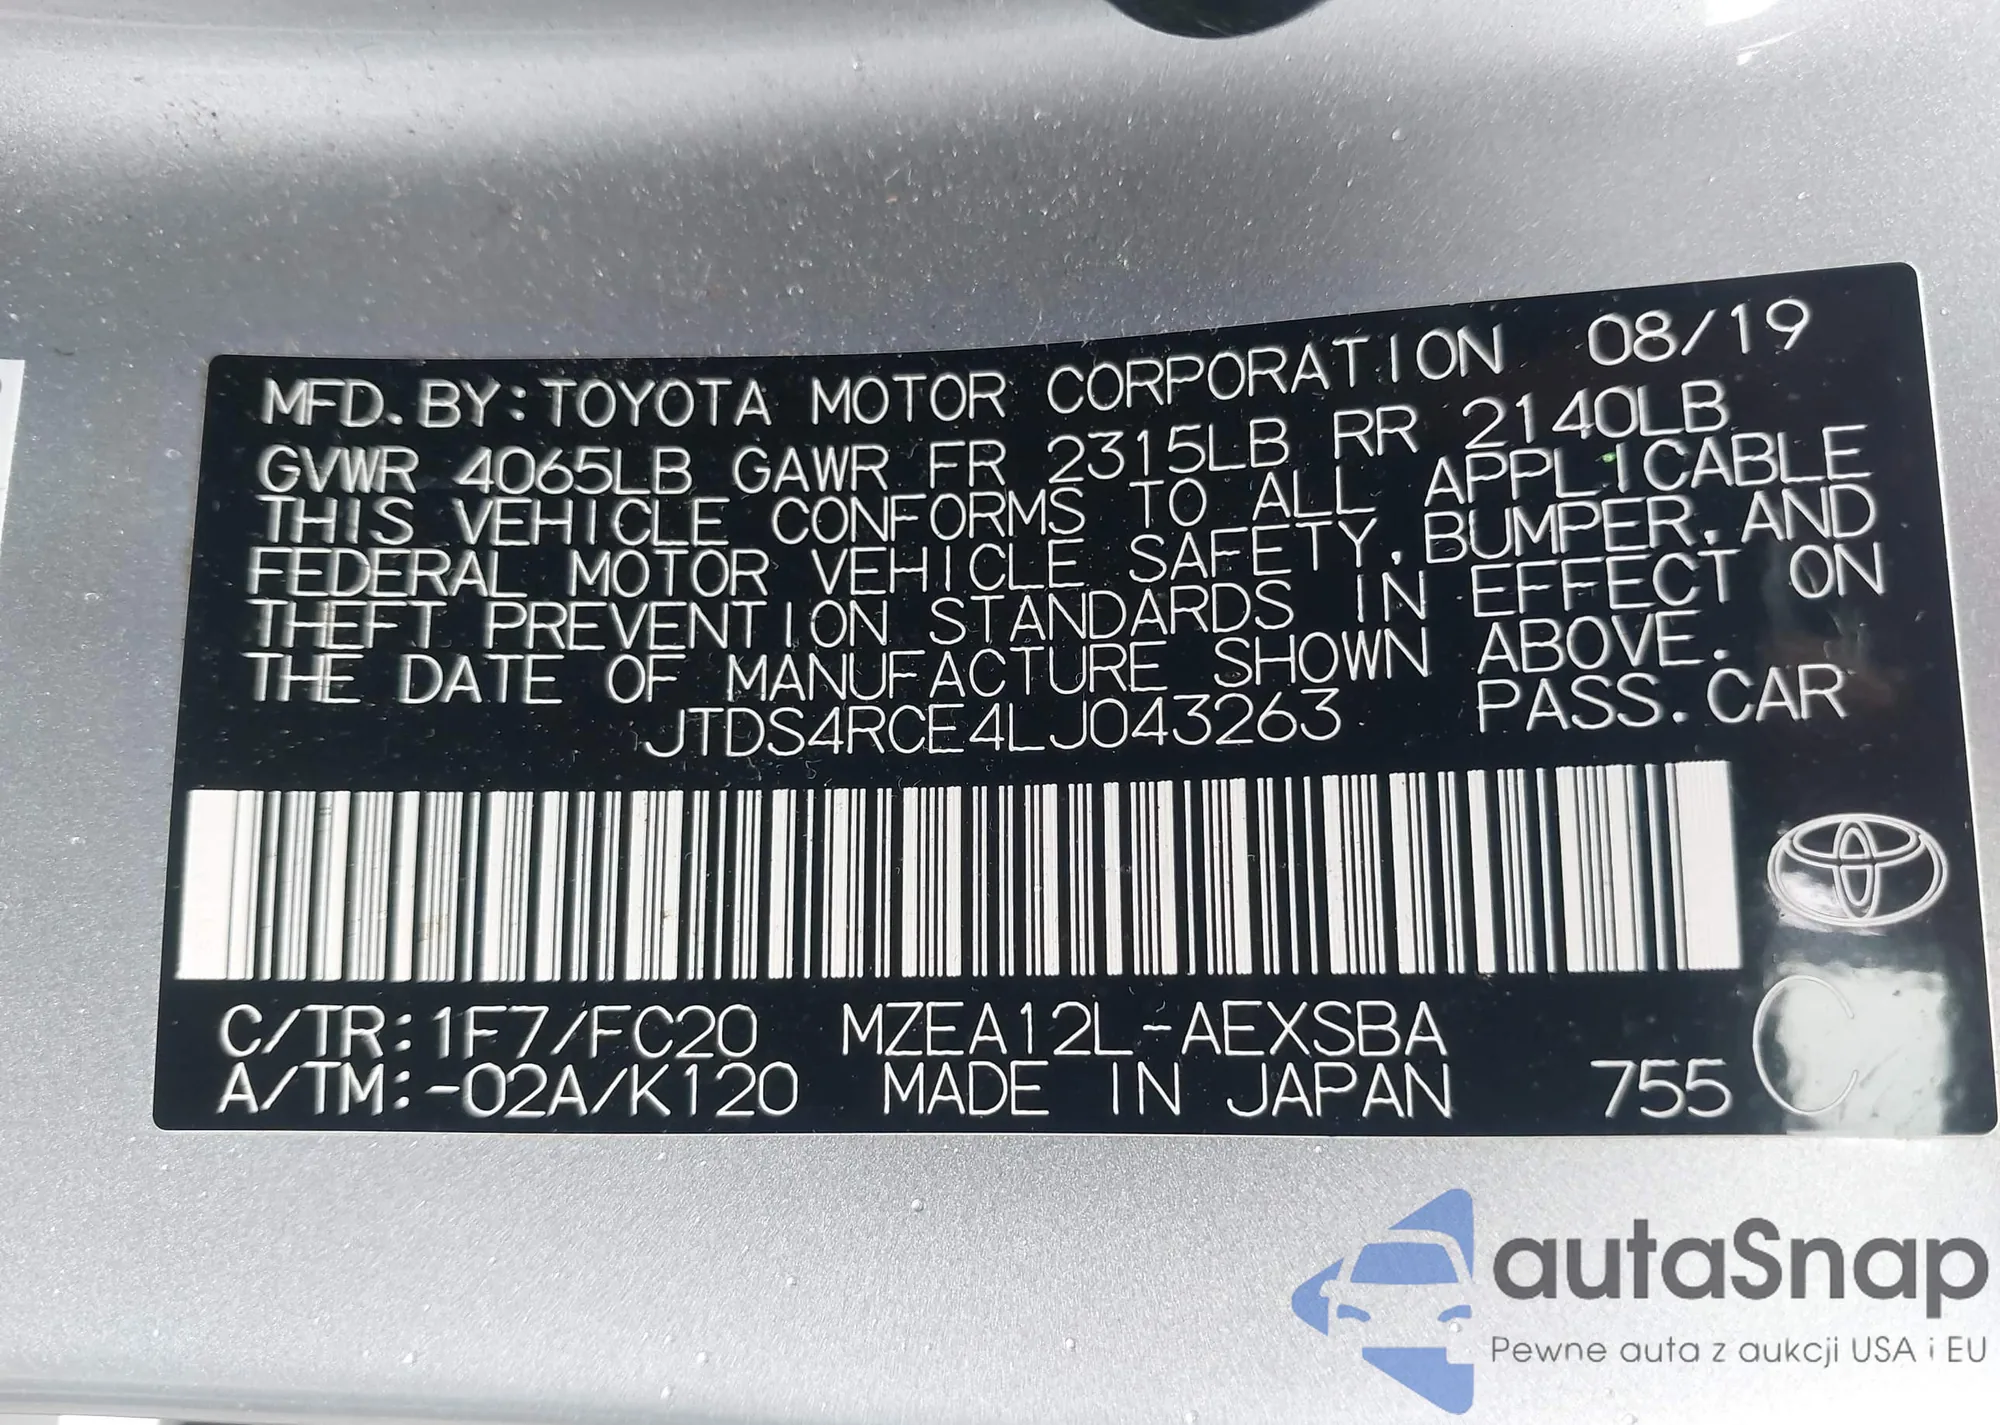 MFD. BY: TOYOTA MOTOR CORPORATION 08/19
GVWR 4065LB GAWR FR 2315LB RR 2140LB
THIS VEHICLE CONFORMS TO ALL APPLICABLE
FEDERAL MOTOR VEHICLE SAFETY, BUMPER, AND
THEFT PREVENTION STANDARDS IN EFFECT ON
THE DATE OF MANUFACTURE SHOWN ABOVE.
JTDS4RCE4LJ043263 PASS. CAR
C/TR: 1F7/FC20 MZEA12L-AEXSBA
A/TM: -02A/K120 MADE IN JAPAN 755 C
autaSnap
Pewne auta z aukcji USA i EU